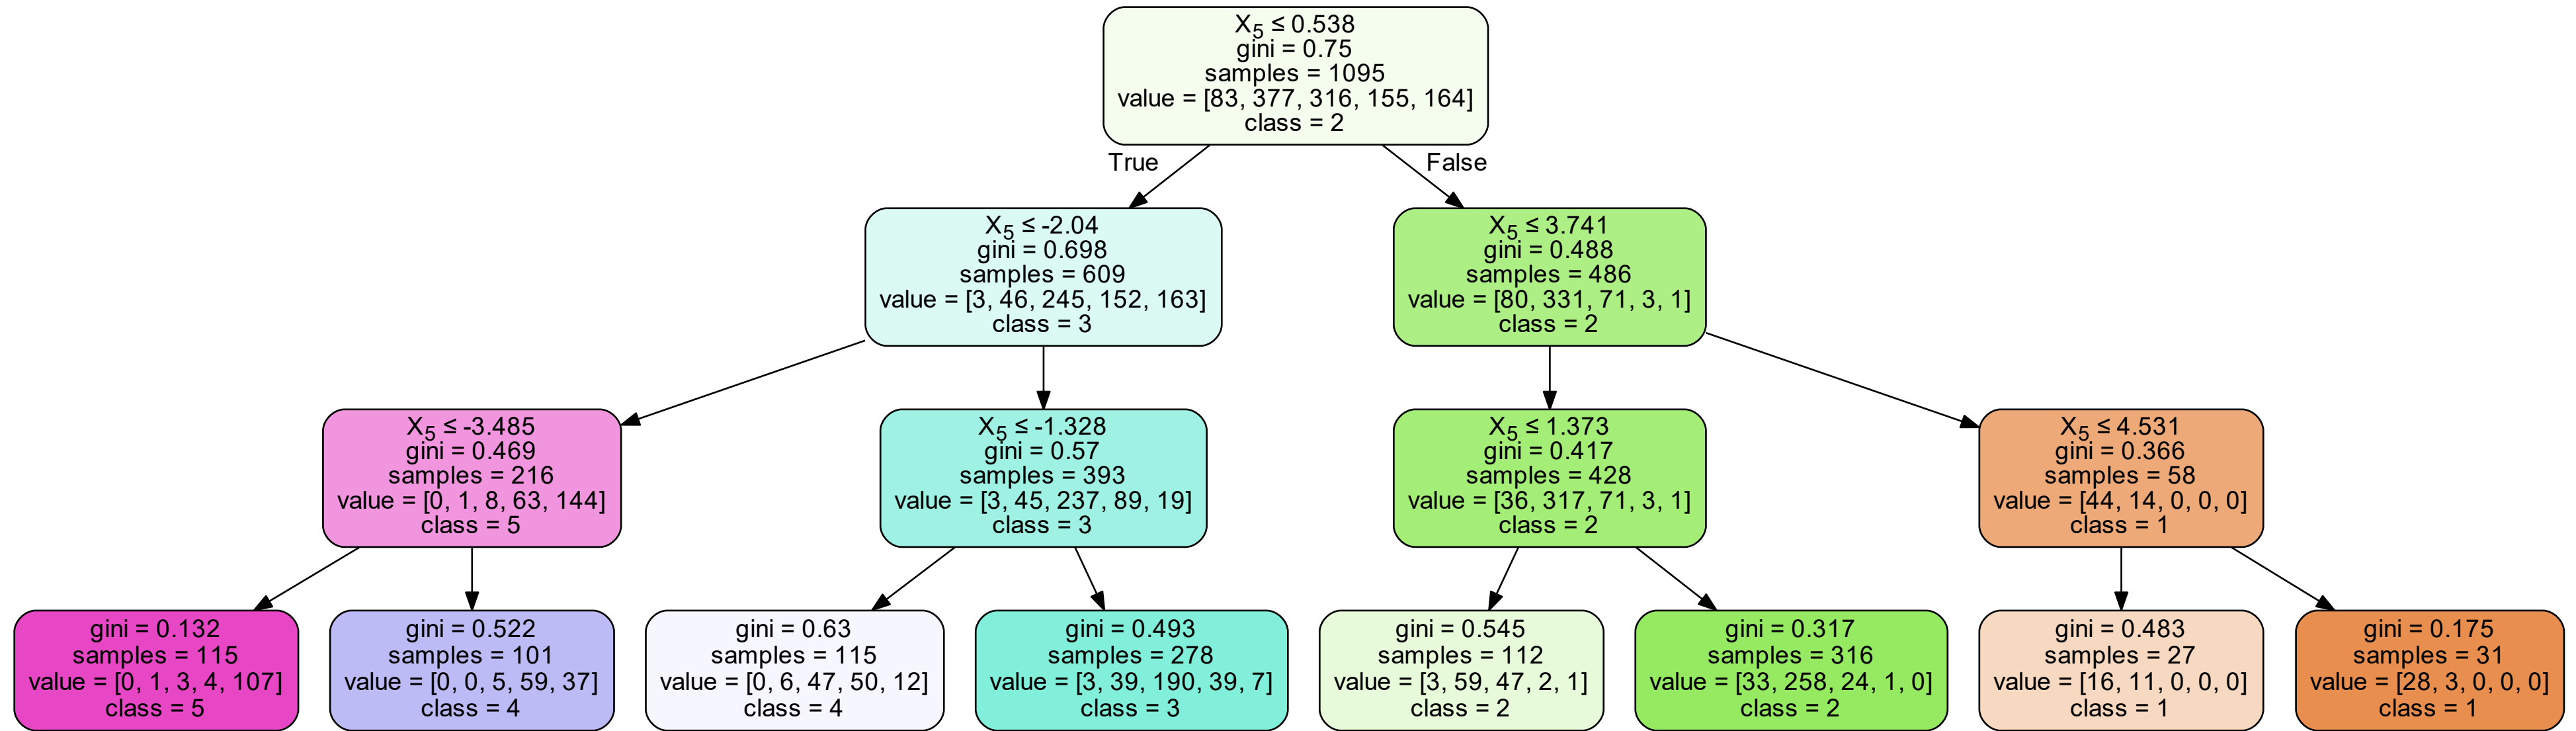 X5 ≤ 0.538
gini = 0.75
samples = 1095
value = [83, 377, 316, 155, 164]
class = 2
True
False
X5 ≤ -2.04
gini = 0.698
samples = 609
value = [3, 46, 245, 152, 163]
class = 3
X5 ≤ 3.741
gini = 0.488
samples = 486
value = [80, 331, 71, 3, 1]
class = 2
X5 ≤ -3.485
gini = 0.469
samples = 216
value = [0, 1, 8, 63, 144]
class = 5
X5 ≤ -1.328
gini = 0.57
samples = 393
value = [3, 45, 237, 89, 19]
class = 3
X5 ≤ 1.373
gini = 0.417
samples = 428
value = [36, 317, 71, 3, 1]
class = 2
X5 ≤ 4.531
gini = 0.366
samples = 58
value = [44, 14, 0, 0, 0]
class = 1
gini = 0.132
samples = 115
value = [0, 1, 3, 4, 107]
class = 5
gini = 0.522
samples = 101
value = [0, 0, 5, 59, 37]
class = 4
gini = 0.63
samples = 115
value = [0, 6, 47, 50, 12]
class = 4
gini = 0.493
samples = 278
value = [3, 39, 190, 39, 7]
class = 3
gini = 0.545
samples = 112
value = [3, 59, 47, 2, 1]
class = 2
gini = 0.317
samples = 316
value = [33, 258, 24, 1, 0]
class = 2
gini = 0.483
samples = 27
value = [16, 11, 0, 0, 0]
class = 1
gini = 0.175
samples = 31
value = [28, 3, 0, 0, 0]
class = 1